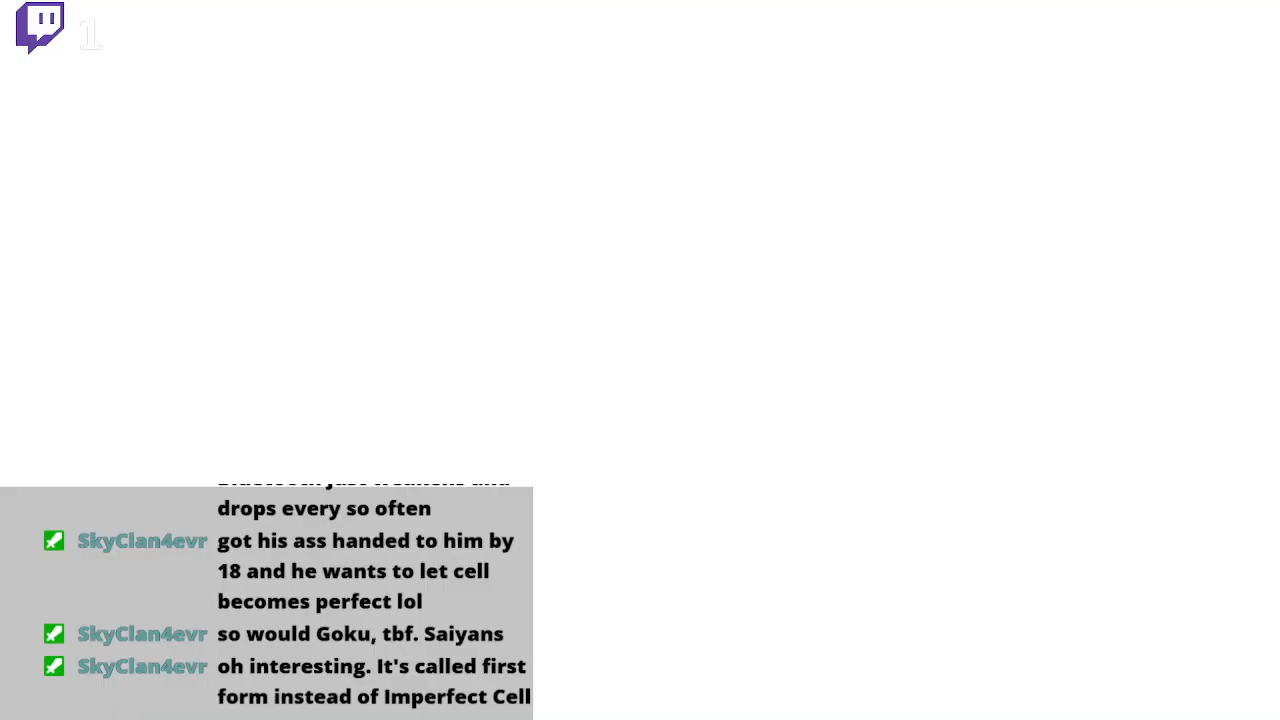 1
drops every so often
SkyClan4evr got his ass handed to him by
18 and he wants to let cell
becomes perfect lol
SkyClan4evr so would Goku, tbf. Saiyans
SkyClan4evr oh interesting. It's called first
form instead of Imperfect Cell